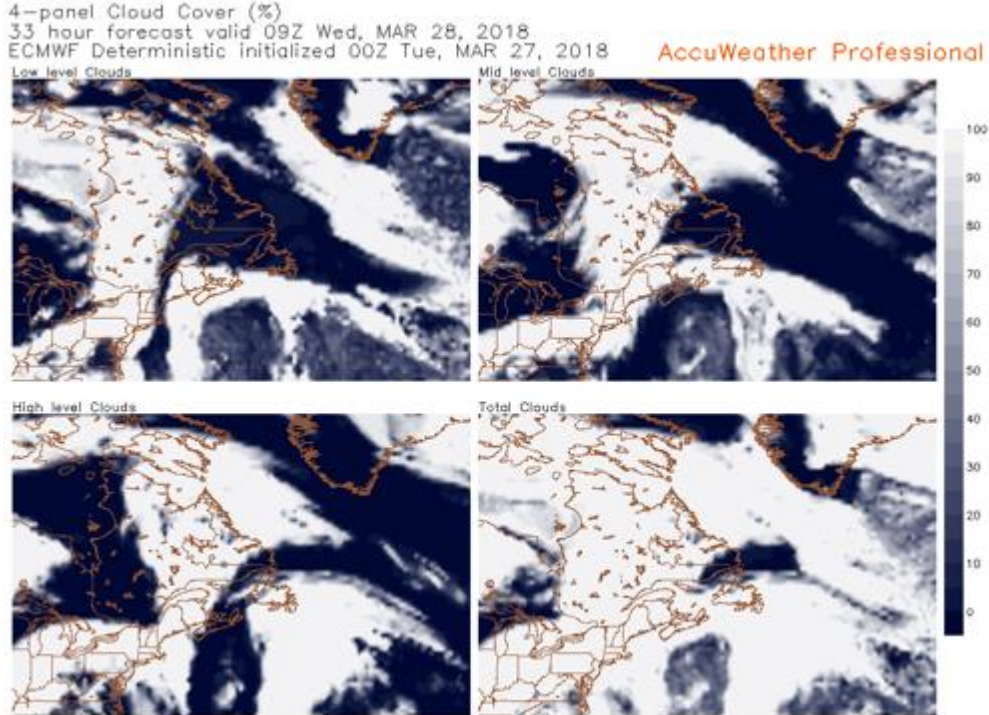 4-panel Cloud Cover (%)
33 hour forecast valid 09Z Wed, MAR 28, 2018
ECMWF Deterministic initialized 00Z Tue, MAR 27, 2018
AccuWeather Professional
Low level Clouds
Mid level Clouds
100
90
80
70
60
50
40
30
20
10
0
High level Clouds
Total Clouds